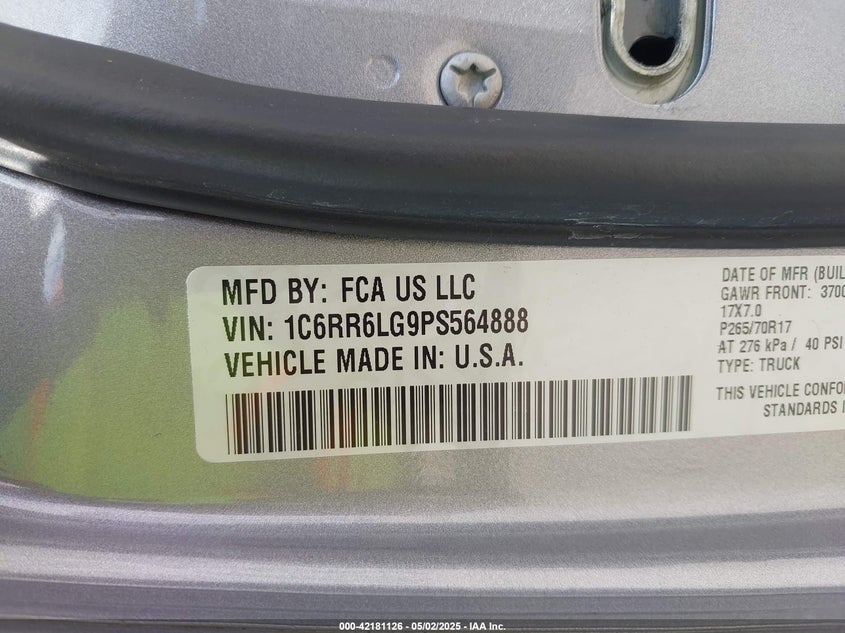 MFD BY: FCA US LLC
VIN: 1C6RR6LG9PS564888
VEHICLE MADE IN: U.S.A.
DATE OF MFR (BUIL
GAWR FRONT: 3700
17X7.0
P265/70R17
AT 276 kPa / 40 PSI
TYPE: TRUCK
THIS VEHICLE CONFO
STANDARDS I
000-42181126 - 05/02/2025 - IAA Inc.